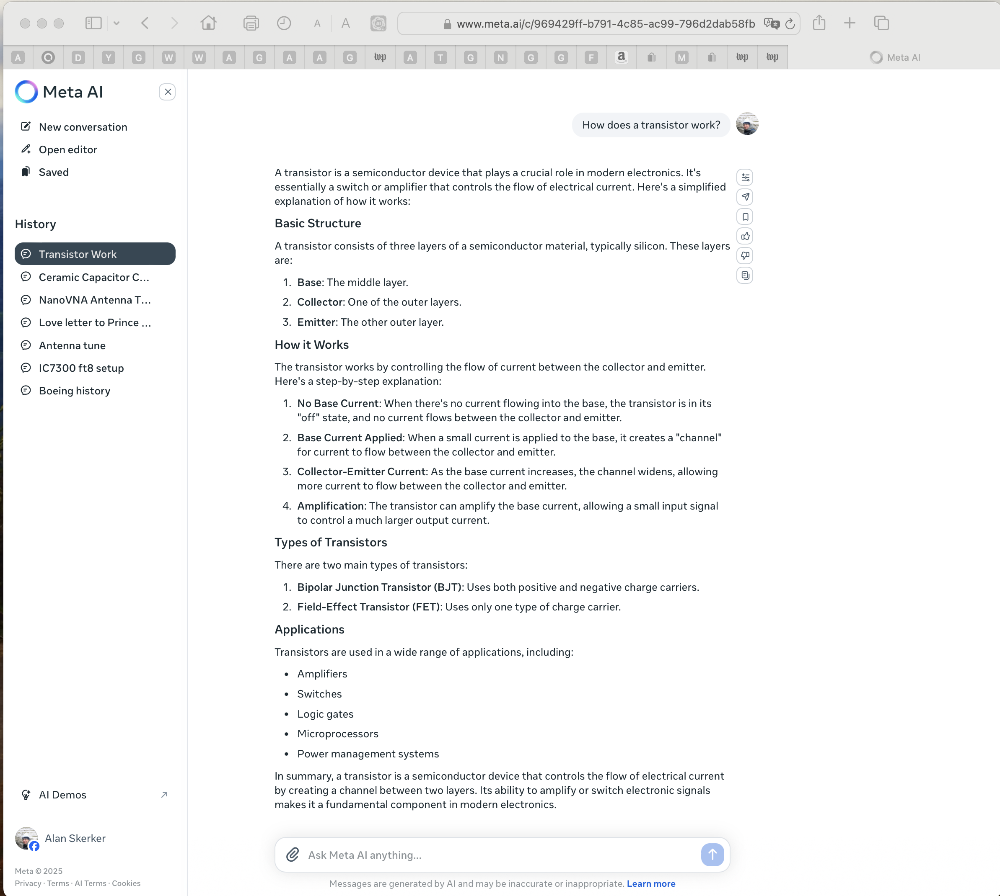 www.meta.ai/c/969429ff-b791-4c85-ac99-796d2dab58fb
A D Y G W W A G A A G wp A T G N G G F a M wp wp Meta AI
Meta AI
New conversation
Open editor
Saved
History
Transistor Work
Ceramic Capacitor C...
NanoVNA Antenna T...
Love letter to Prince ...
Antenna tune
IC7300 ft8 setup
Boeing history
AI Demos
Alan Skerker
Meta © 2025
Privacy · Terms · AI Terms · Cookies
How does a transistor work?
A transistor is a semiconductor device that plays a crucial role in modern electronics. It's
essentially a switch or amplifier that controls the flow of electrical current. Here's a simplified
explanation of how it works:
Basic Structure
A transistor consists of three layers of a semiconductor material, typically silicon. These layers
are:
1. Base: The middle layer.
2. Collector: One of the outer layers.
3. Emitter: The other outer layer.
How it Works
The transistor works by controlling the flow of current between the collector and emitter.
Here's a step-by-step explanation:
1. No Base Current: When there's no current flowing into the base, the transistor is in its
"off" state, and no current flows between the collector and emitter.
2. Base Current Applied: When a small current is applied to the base, it creates a "channel"
for current to flow between the collector and emitter.
3. Collector-Emitter Current: As the base current increases, the channel widens, allowing
more current to flow between the collector and emitter.
4. Amplification: The transistor can amplify the base current, allowing a small input signal
to control a much larger output current.
Types of Transistors
There are two main types of transistors:
1. Bipolar Junction Transistor (BJT): Uses both positive and negative charge carriers.
2. Field-Effect Transistor (FET): Uses only one type of charge carrier.
Applications
Transistors are used in a wide range of applications, including:
• Amplifiers
• Switches
• Logic gates
• Microprocessors
• Power management systems
In summary, a transistor is a semiconductor device that controls the flow of electrical current
by creating a channel between two layers. Its ability to amplify or switch electronic signals
makes it a fundamental component in modern electronics.
Ask Meta AI anything...
Messages are generated by AI and may be inaccurate or inappropriate. Learn more